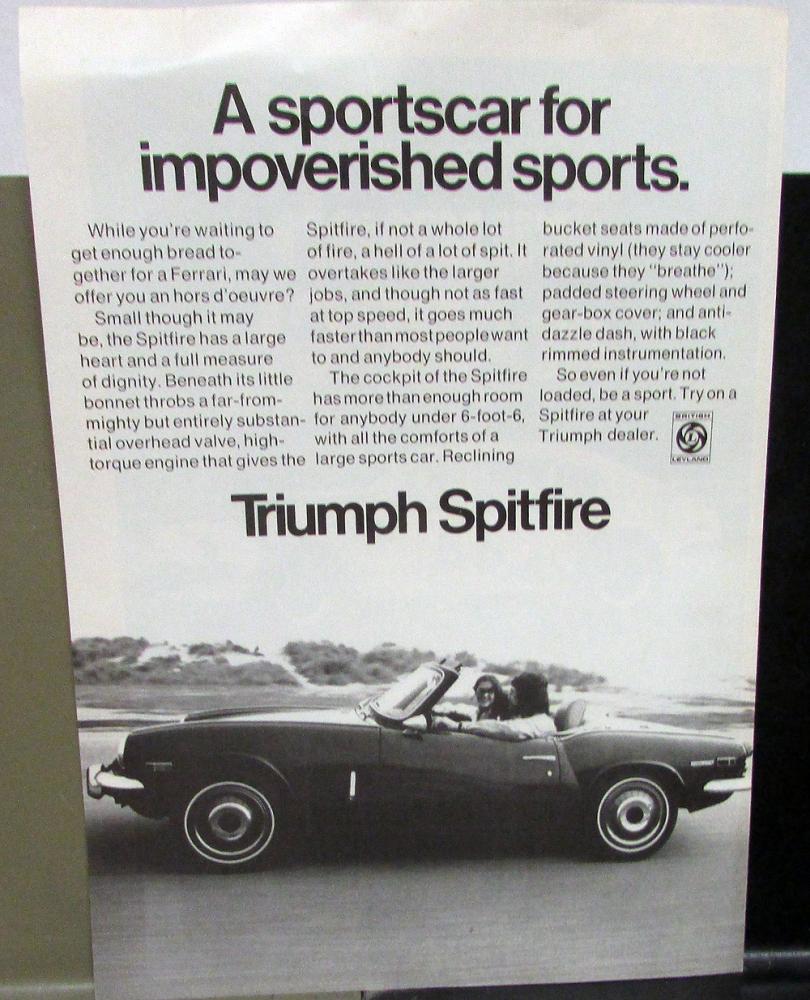 A sportscar for
impoverished sports.
While you're waiting to
get enough bread to-
gether for a Ferrari, may we
offer you an hors d'oeuvre?
Small though it may
be, the Spitfire has a large
heart and a full measure
of dignity. Beneath its little
bonnet throbs a far-from-
mighty but entirely substan-
tial overhead valve, high-
torque engine that gives the
Spitfire, if not a whole lot
of fire, a hell of a lot of spit. It
overtakes like the larger
jobs, and though not as fast
at top speed, it goes much
faster than most people want
to and anybody should.
The cockpit of the Spitfire
has more than enough room
for anybody under 6-foot-6,
with all the comforts of a
large sports car. Reclining
bucket seats made of perfo-
rated vinyl (they stay cooler
because they "breathe");
padded steering wheel and
gear-box cover; and anti-
dazzle dash, with black
rimmed instrumentation.
So even if you're not
loaded, be a sport. Try on a
Spitfire at your
Triumph dealer.
BRITISH
L
LEYLAND
Triumph Spitfire